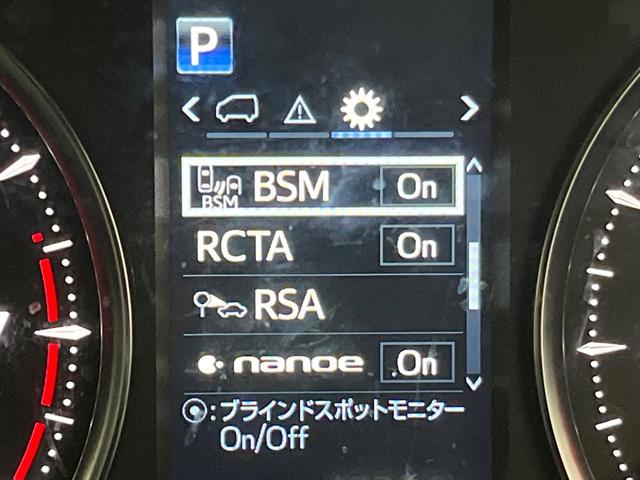 P
BSM BSM On
RCTA On
RSA
nanoe On
:ブラインドスポットモニター
On/Off